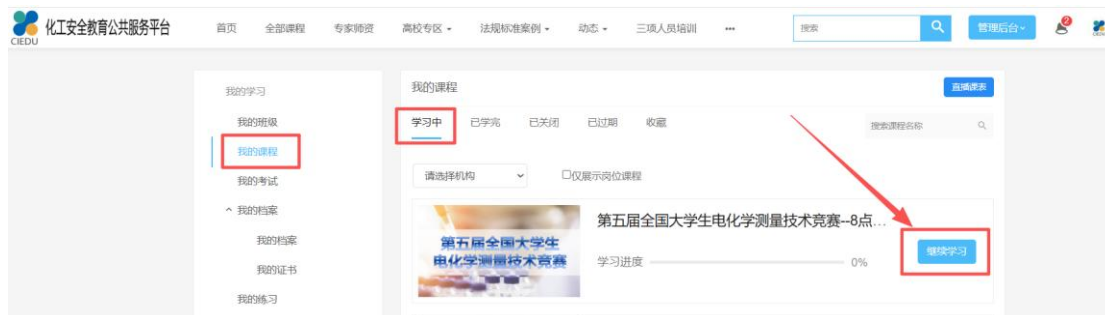 化工安全教育公共服务平台
CIEDU
首页 全部课程 专家师资 高校专区 法规标准案例 动态 三项人员培训 ••• 搜索 管理后台 2
我的学习
我的班级
我的课程
我的考试
我的档案
我的档案
我的证书
我的练习
我的课程 直播课表
学习中 已学完 已关闭 已过期 收藏 搜索课程名称
请选择机构 仅展示岗位课程
第五届全国大学生
电化学测量技术竞赛
第五届全国大学生电化学测量技术竞赛--8点...
学习进度 0%
继续学习